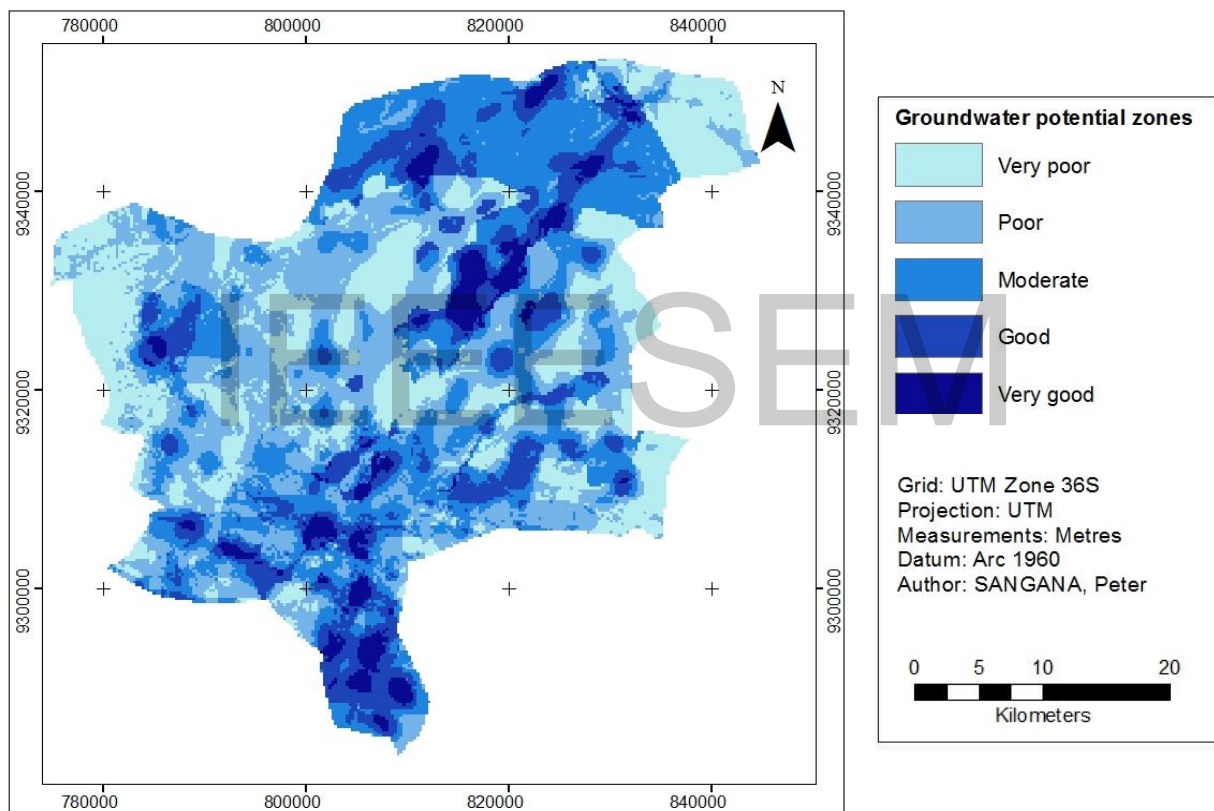 780000 800000 820000 840000
N
9340000 9340000
9320000 9320000
9300000 9300000
780000 800000 820000 840000
IEEESEM
Groundwater potential zones
Very poor
Poor
Moderate
Good
Very good
Grid: UTM Zone 36S
Projection: UTM
Measurements: Metres
Datum: Arc 1960
Author: SANGANA, Peter
0 5 10 20
Kilometers